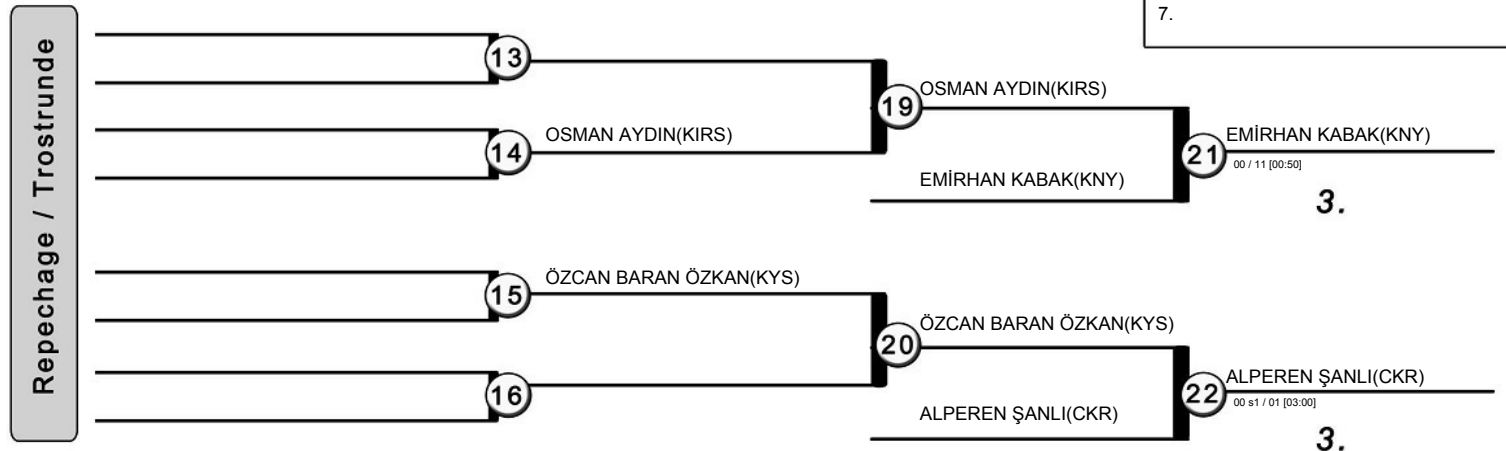 Repechage / Trostrunde
7.
13
OSMAN AYDIN(KIRS)
14
19
OSMAN AYDIN(KIRS)
EMİRHAN KABAK(KNY)
21
EMİRHAN KABAK(KNY)
00 / 11 [00:50]
3.
ÖZCAN BARAN ÖZKAN(KYS)
15
16
20
ÖZCAN BARAN ÖZKAN(KYS)
ALPEREN ŞANLI(CKR)
22
ALPEREN ŞANLI(CKR)
00 s1 / 01 [03:00]
3.